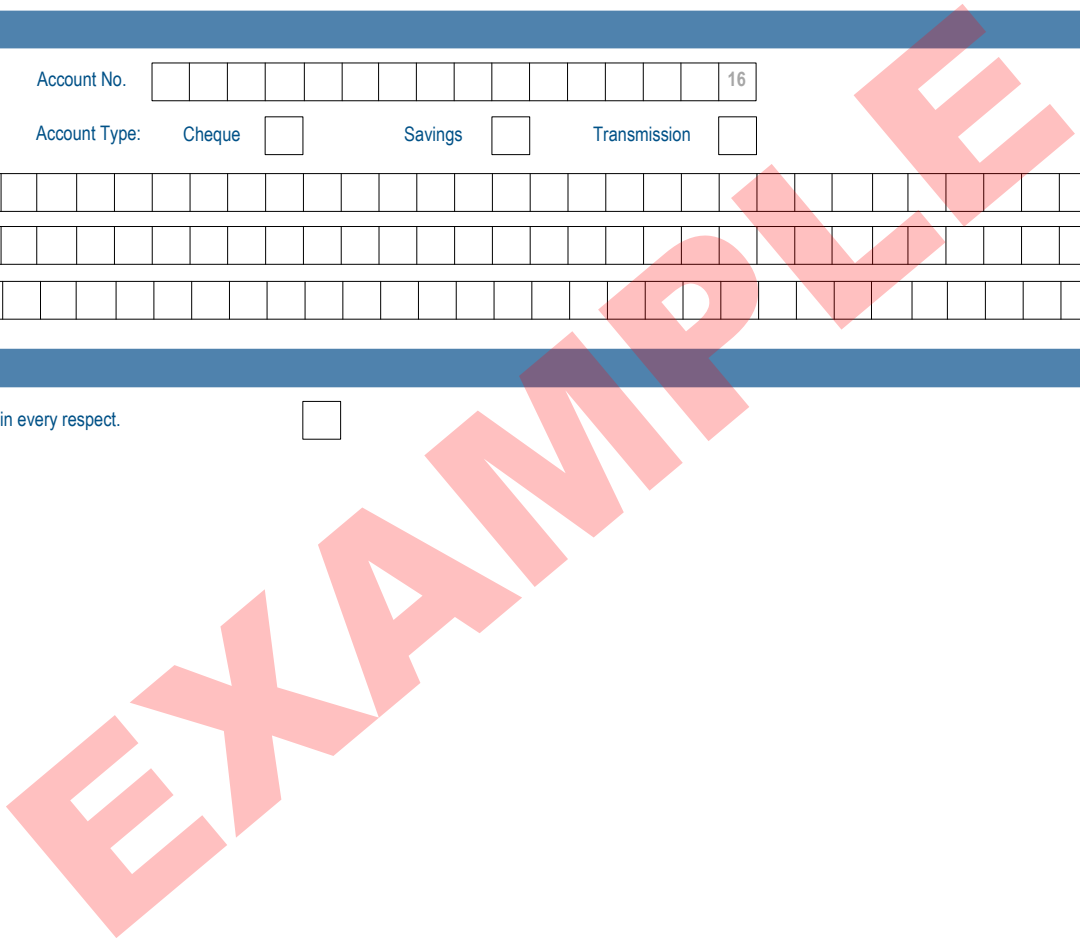 Account No. 16
Account Type: Cheque Savings Transmission
in every respect.
EXAMPLE